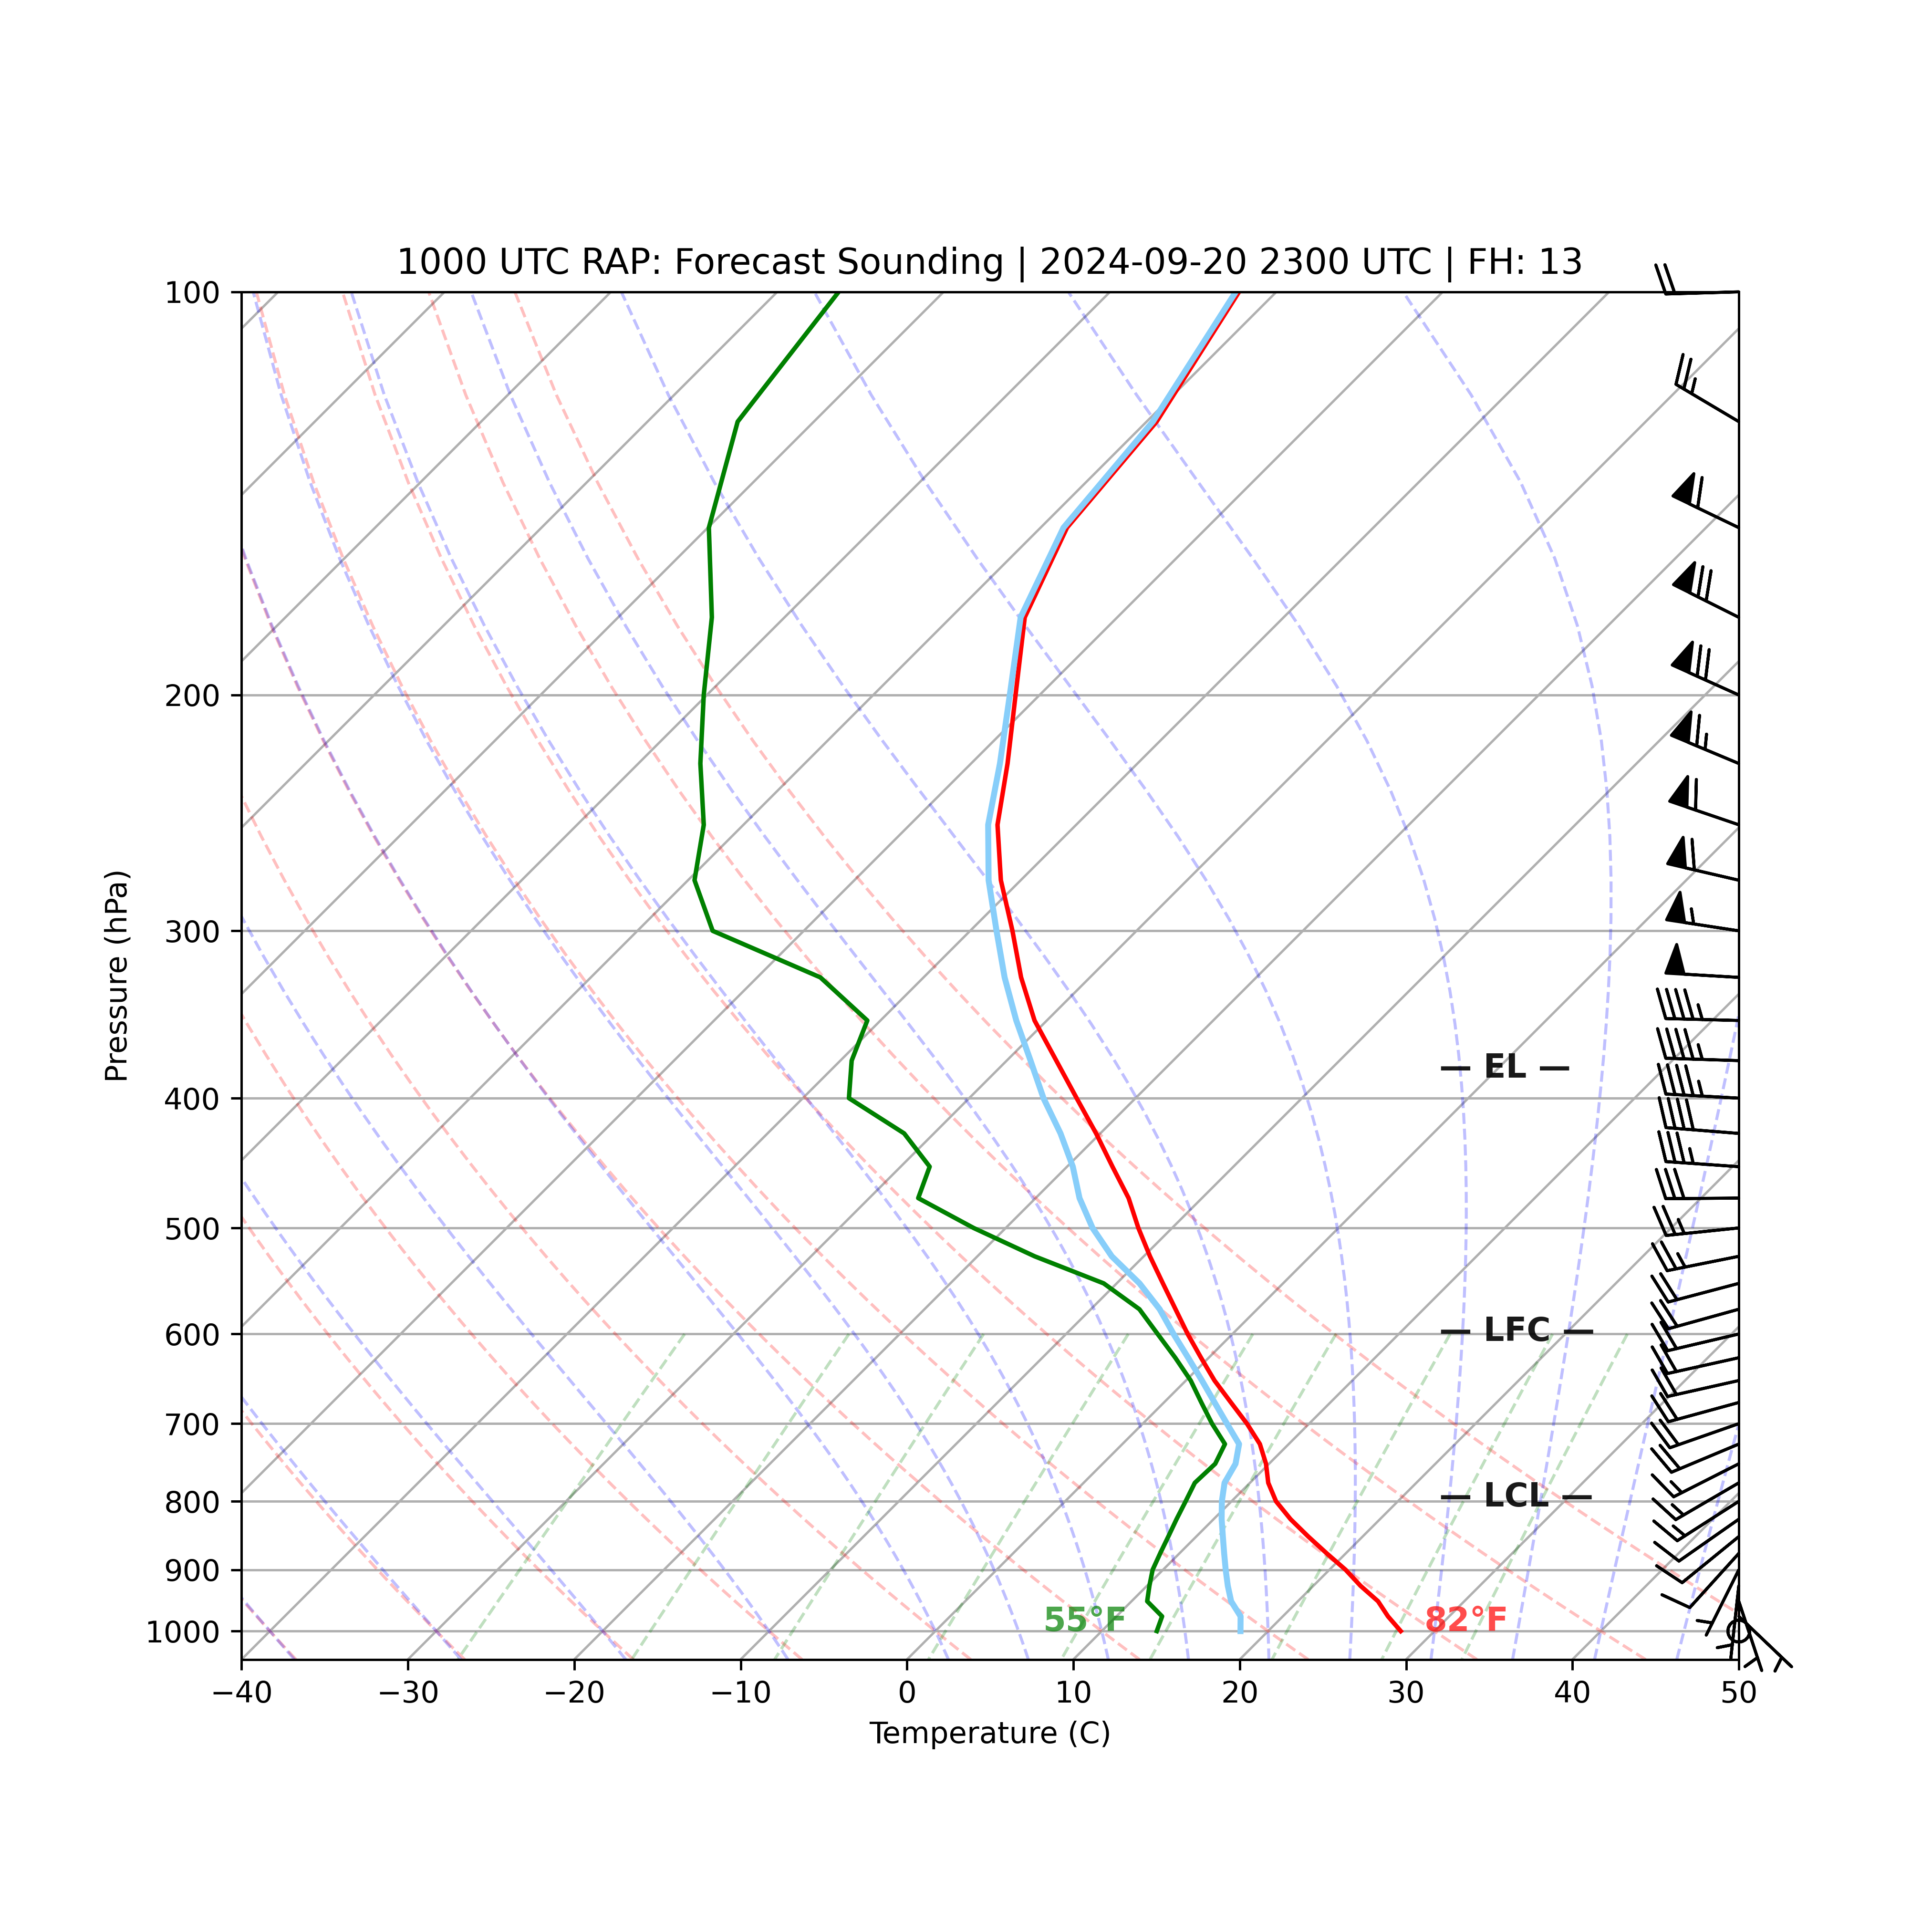 1000 UTC RAP: Forecast Sounding | 2024-09-20 2300 UTC | FH: 13
100
200
300
— EL —
400
500
600
— LFC —
700
800
— LCL —
900
1000
55°F
82°F
Pressure (hPa)
−40 −30 −20 −10 0 10 20 30 40 50
Temperature (C)